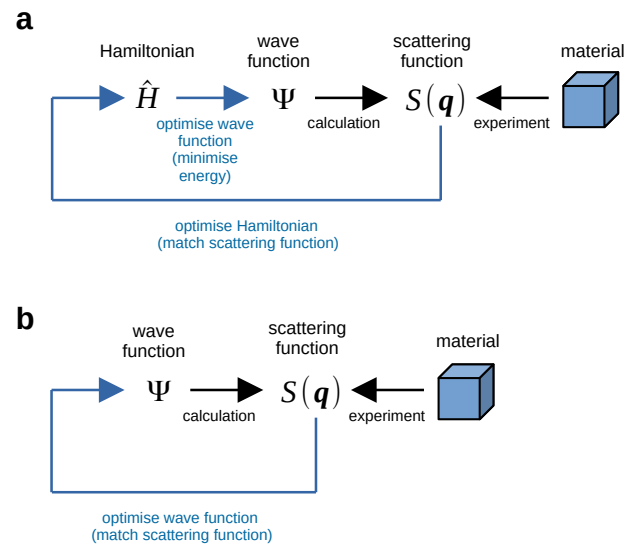 a
Hamiltonian
wave
function
scattering
function
material
Ĥ
Ψ
S(q)
optimise wave
function
(minimise
energy)
calculation
experiment
optimise Hamiltonian
(match scattering function)
b
wave
function
scattering
function
material
Ψ
S(q)
calculation
experiment
optimise wave function
(match scattering function)